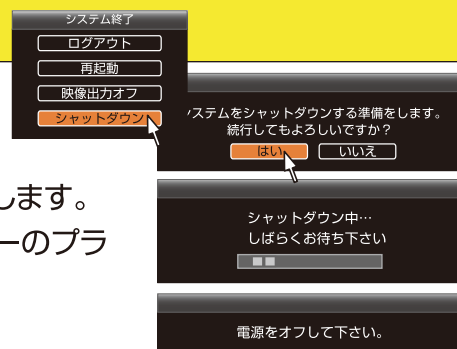 システム終了
ログアウト
再起動
映像出力オフ
シャットダウン
システムをシャットダウンする準備をします。
続行してもよろしいですか？
はい
いいえ
します。
ーのプラ
シャットダウン中…
しばらくお待ち下さい
電源をオフして下さい。